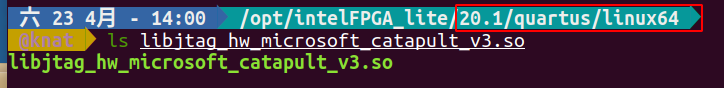 六 23 4月 - 14:00 /opt/intelFPGA_lite/20.1/quartus/linux64
@knat ls libjtag_hw_microsoft_catapult_v3.so
libjtag_hw_microsoft_catapult_v3.so